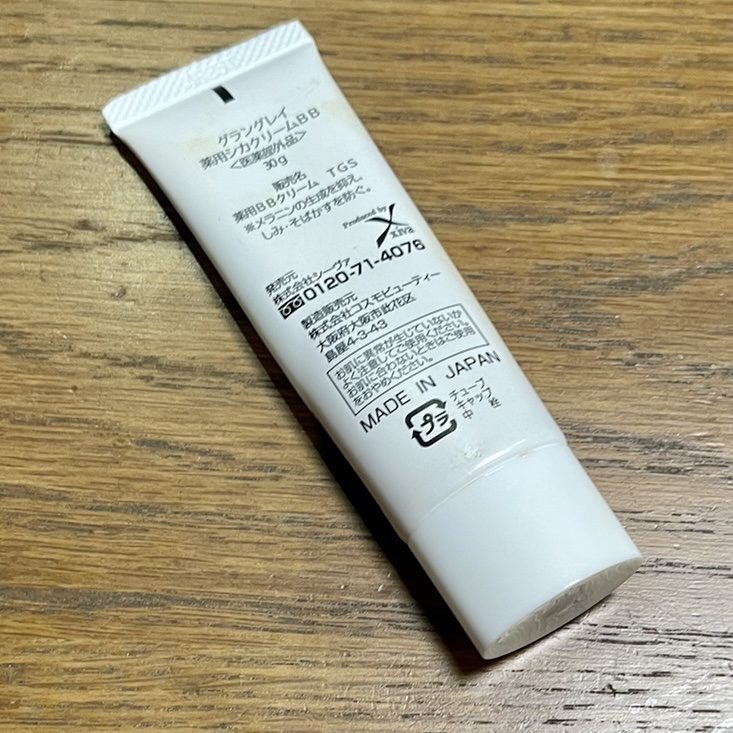 グラングレイ
薬用シカクリームBB
<医薬部外品>
30g
販売名
薬用BBクリーム TGS
※メラニンの生成を抑え、
しみ・そばかすを防ぐ。
Produced by
X
XIVA
発売元
株式会社シーヴァ
0120-71-4076
製造販売元
株式会社コスモビューティー
大阪府大阪市此花区
島屋4-3-43
お肌に異常が生じていないか
よく注意してご使用ください。
お肌に合わないときはご使用
をおやめください。
MADE IN JAPAN
プラ
チューブ
キャップ
中栓